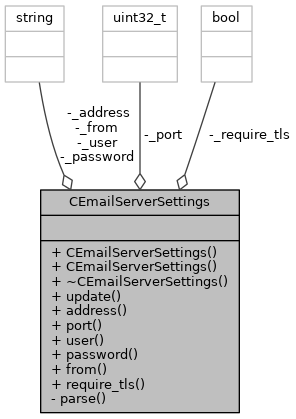 string
uint32_t
bool
-_address
-_from
-_user
-_password
-_port
-_require_tls
CEmailServerSettings
+ CEmailServerSettings()
+ CEmailServerSettings()
+ ~CEmailServerSettings()
+ update()
+ address()
+ port()
+ user()
+ password()
+ from()
+ require_tls()
- parse()